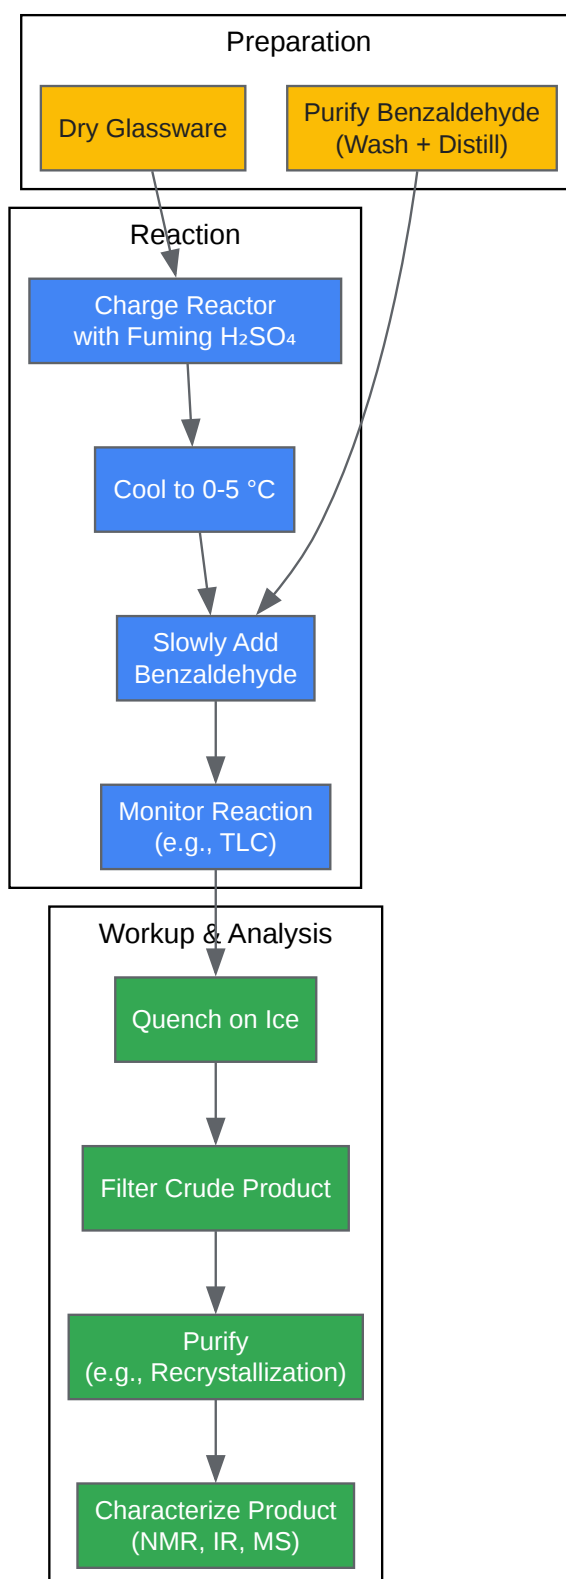 Preparation
Dry Glassware
Purify Benzaldehyde
(Wash + Distill)
Reaction
Charge Reactor
with Fuming H₂SO₄
Cool to 0-5 °C
Slowly Add
Benzaldehyde
Monitor Reaction
(e.g., TLC)
Workup & Analysis
Quench on Ice
Filter Crude Product
Purify
(e.g., Recrystallization)
Characterize Product
(NMR, IR, MS)